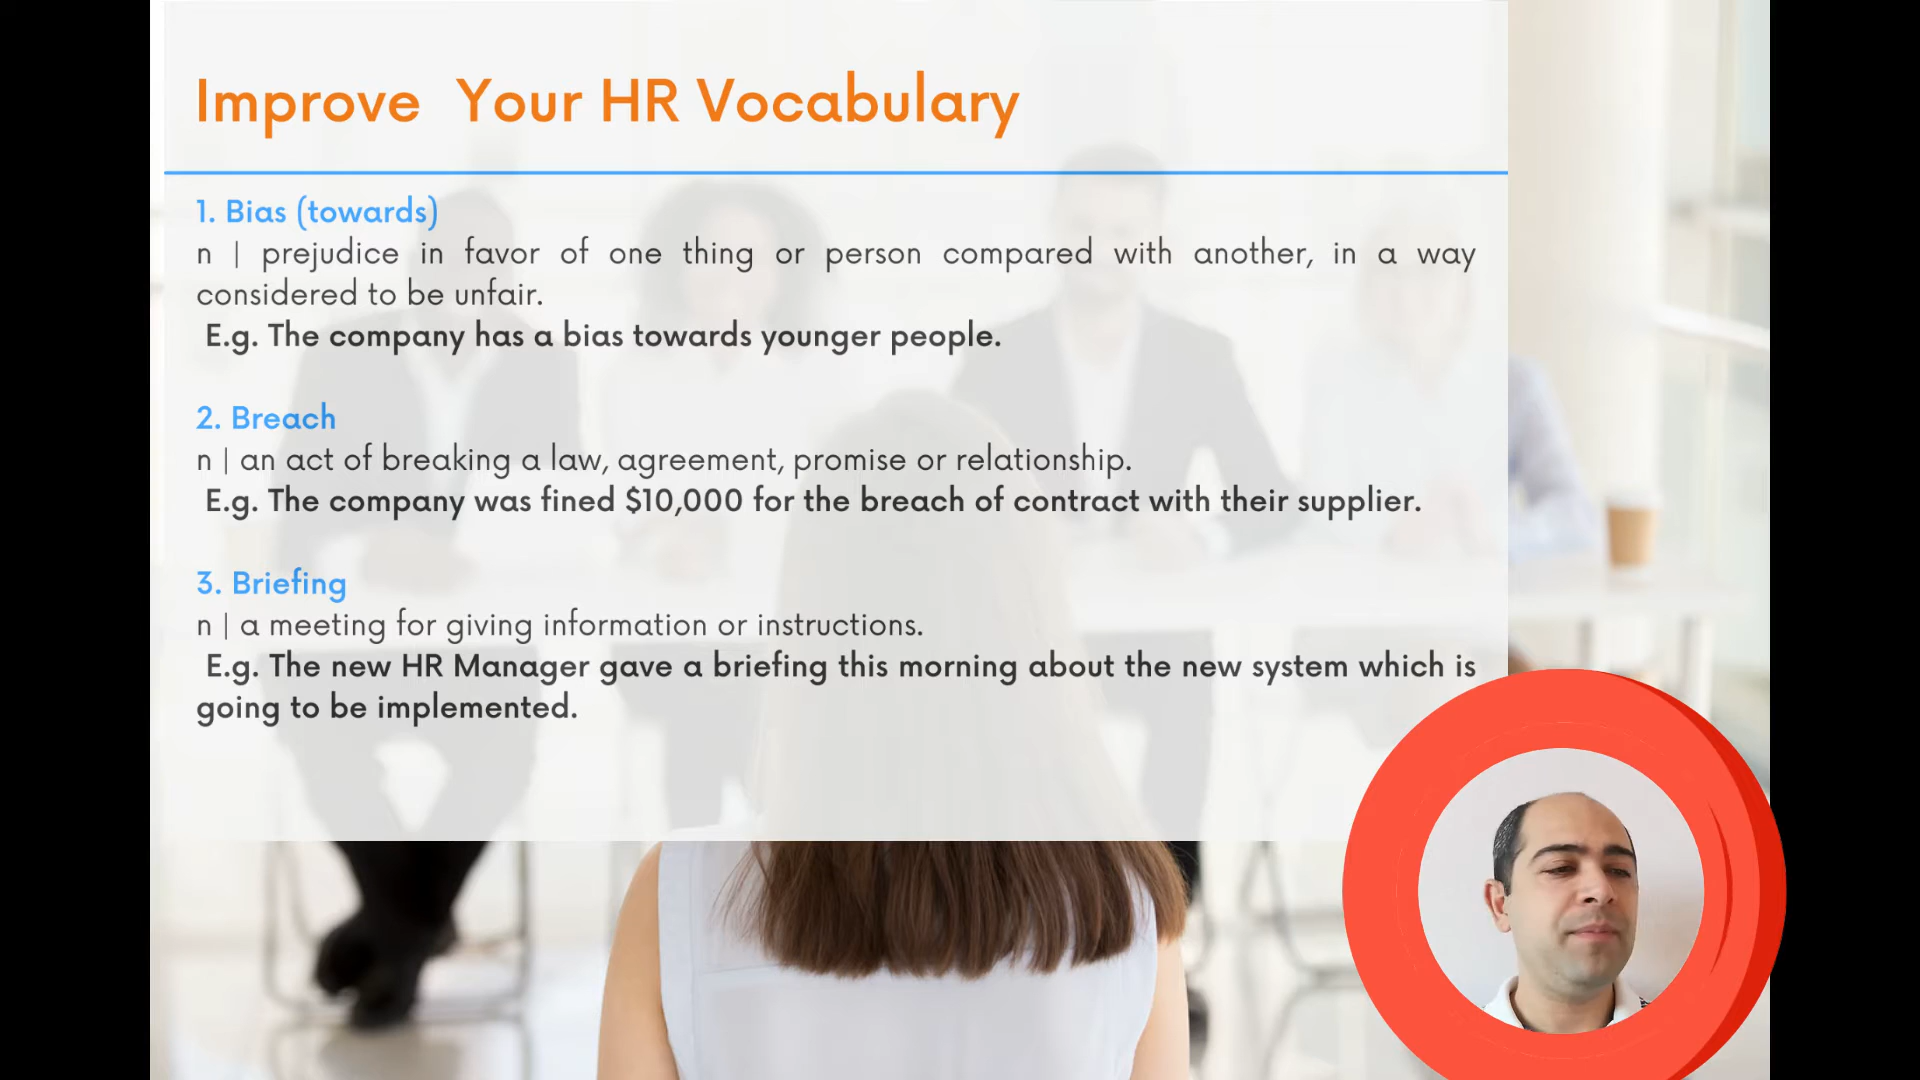 Improve Your HR Vocabulary
1. Bias (towards)
n | prejudice in favor of one thing or person compared with another, in a way
considered to be unfair.
E.g. The company has a bias towards younger people.
2. Breach
n | an act of breaking a law, agreement, promise or relationship.
E.g. The company was fined $10,000 for the breach of contract with their supplier.
3. Briefing
n | a meeting for giving information or instructions.
E.g. The new HR Manager gave a briefing this morning about the new system which is
going to be implemented.